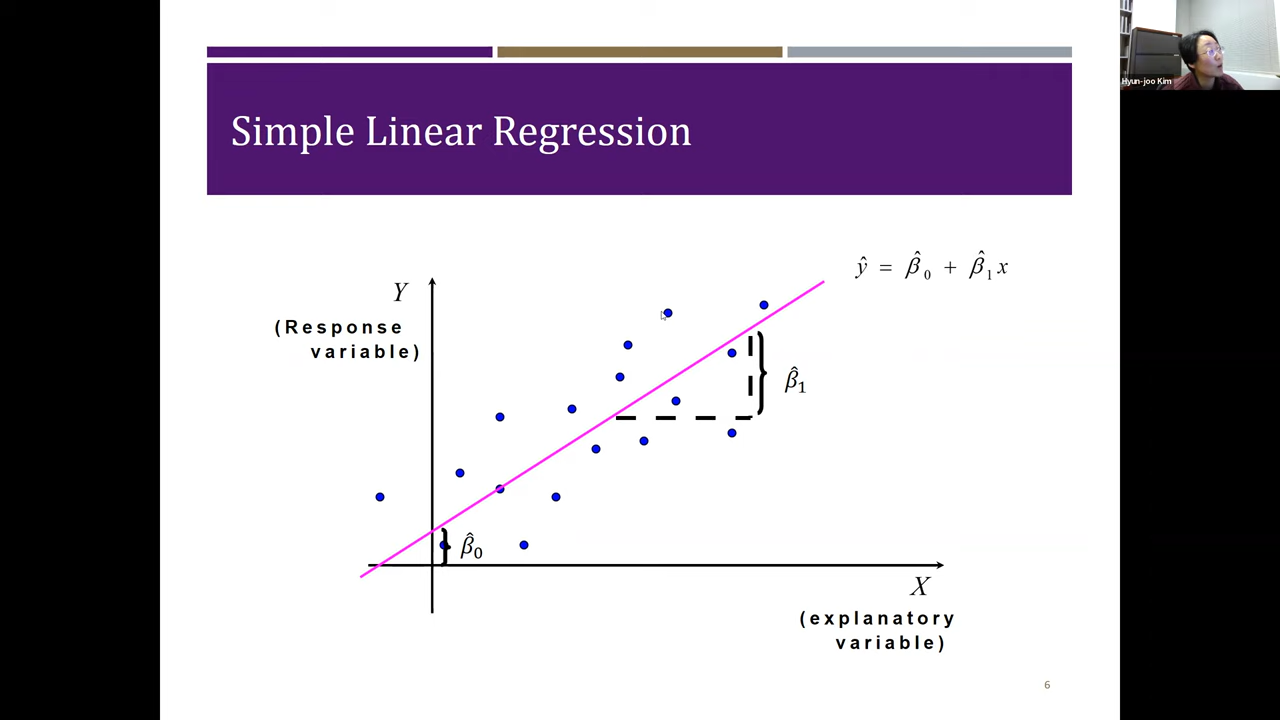 Hyun-joo Kim
Simple Linear Regression
ŷ = β̂₀ + β̂₁x
Y
(Response
variable)
β̂₁
β̂₀
X
(explanatory
variable)
6